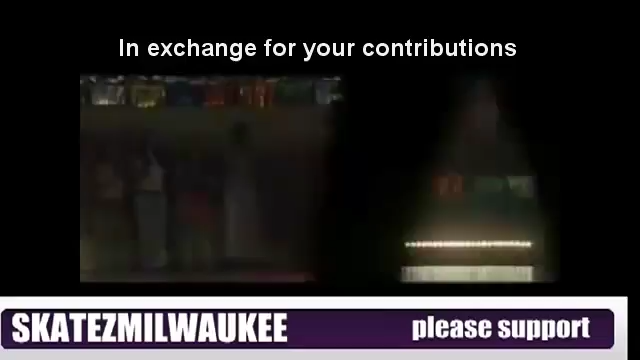 In exchange for your contributions
SKATEZMILWAUKEE
please support